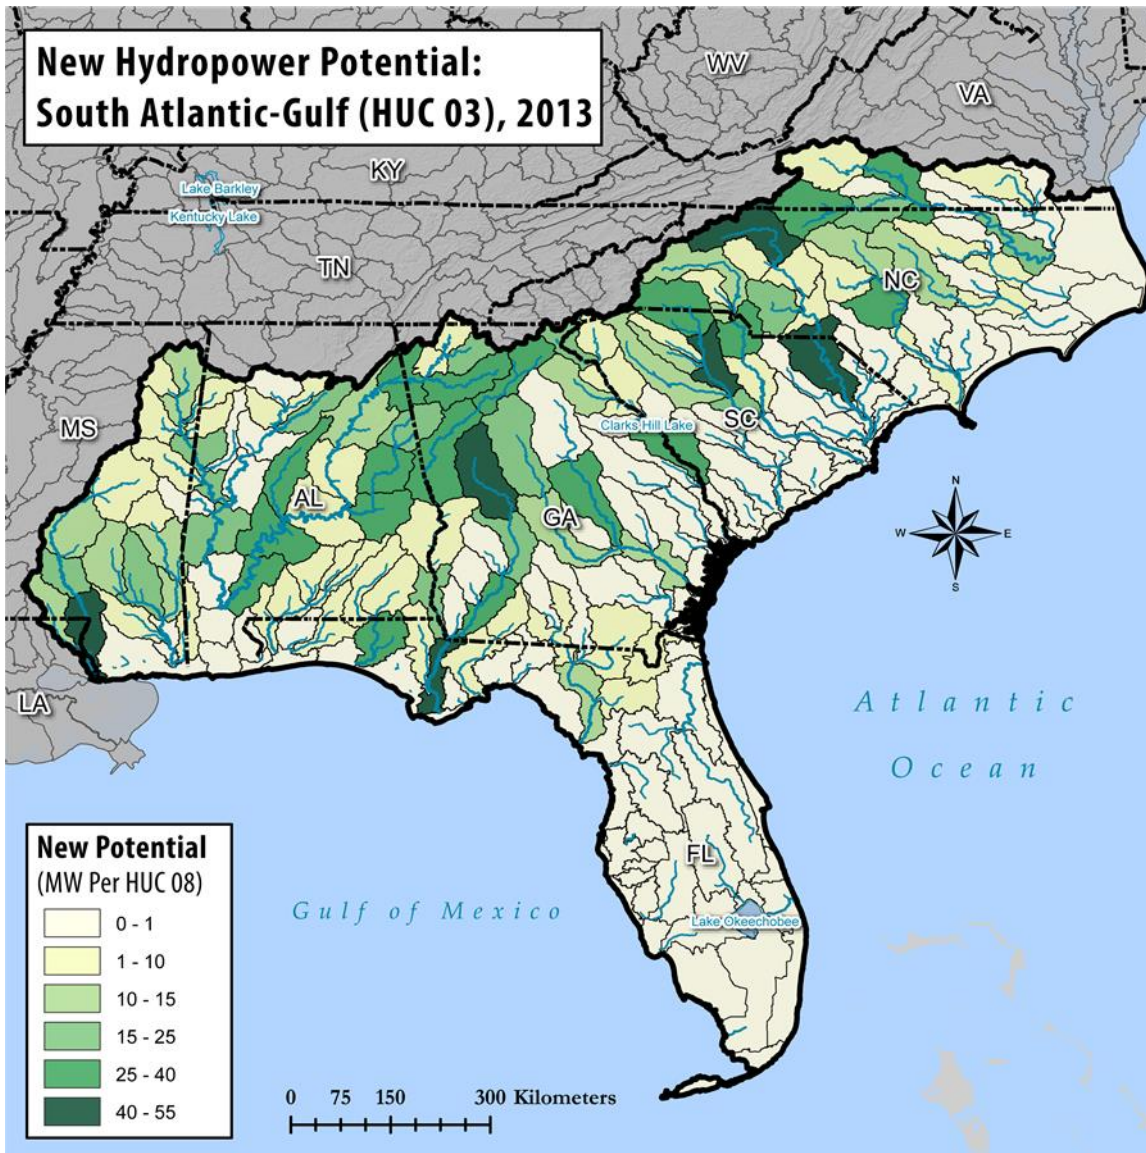 New Hydropower Potential:
South Atlantic-Gulf (HUC 03), 2013
WV
VA
KY
Lake Barkley
Kentucky Lake
TN
NC
MS
SC
Clarks Hill Lake
AL
GA
N
W
E
S
LA
Atlantic
Ocean
FL
Lake Okeechobee
Gulf of Mexico
New Potential
(MW Per HUC 08)
0 - 1
1 - 10
10 - 15
15 - 25
25 - 40
40 - 55
0 75 150 300 Kilometers